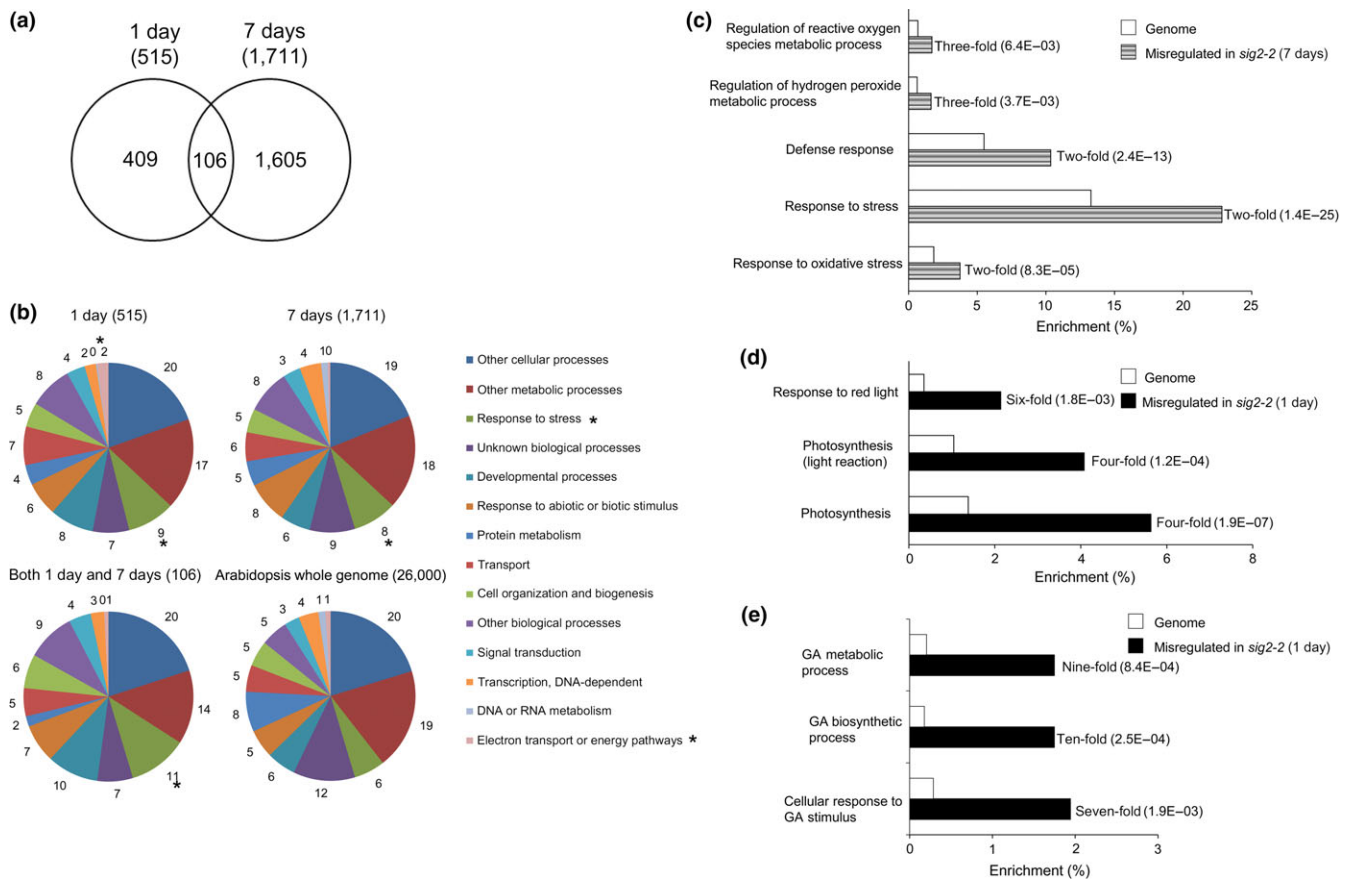 (a)
1 day
(515)
7 days
(1,711)
409
106
1,605
(b)
1 day (515)
20
17
9
*
7
8
6
4
7
5
8
4
2
0
2
*
7 days (1,711)
19
18
8
*
9
6
8
5
6
5
8
3
4
10
Both 1 day and 7 days (106)
20
14
11
*
7
10
7
2
5
6
9
4
301
Arabidopsis whole genome (26,000)
20
19
6
12
6
5
8
5
5
5
3
4
11
Other cellular processes
Other metabolic processes
Response to stress *
Unknown biological processes
Developmental processes
Response to abiotic or biotic stimulus
Protein metabolism
Transport
Cell organization and biogenesis
Other biological processes
Signal transduction
Transcription, DNA-dependent
DNA or RNA metabolism
Electron transport or energy pathways *
(c)
Genome
Misregulated in sig2-2 (7 days)
Regulation of reactive oxygen
species metabolic process
Three-fold (6.4E–03)
Regulation of hydrogen peroxide
metabolic process
Three-fold (3.7E–03)
Defense response
Two-fold (2.4E–13)
Response to stress
Two-fold (1.4E–25)
Response to oxidative stress
Two-fold (8.3E–05)
0 5 10 15 20 25
Enrichment (%)
(d)
Genome
Misregulated in sig2-2 (1 day)
Response to red light
Six-fold (1.8E–03)
Photosynthesis
(light reaction)
Four-fold (1.2E–04)
Photosynthesis
Four-fold (1.9E–07)
0 2 4 6 8
Enrichment (%)
(e)
Genome
Misregulated in sig2-2 (1 day)
GA metabolic
process
Nine-fold (8.4E–04)
GA biosynthetic
process
Ten-fold (2.5E–04)
Cellular response to
GA stimulus
Seven-fold (1.9E–03)
0 1 2 3
Enrichment (%)